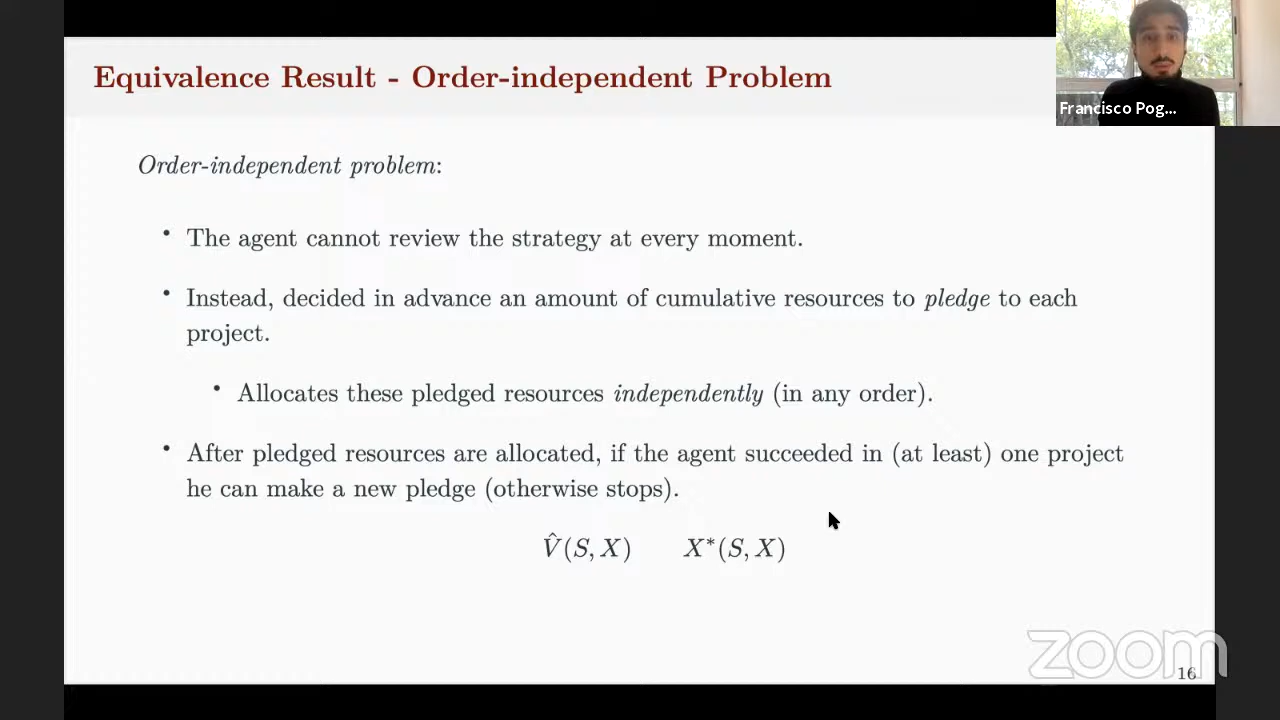 Equivalence Result - Order-independent Problem
Francisco Pog...
Order-independent problem:
• The agent cannot review the strategy at every moment.
• Instead, decided in advance an amount of cumulative resources to pledge to each
project.
• Allocates these pledged resources independently (in any order).
• After pledged resources are allocated, if the agent succeeded in (at least) one project
he can make a new pledge (otherwise stops).
V̂(S, X) X*(S, X)
zoom
16